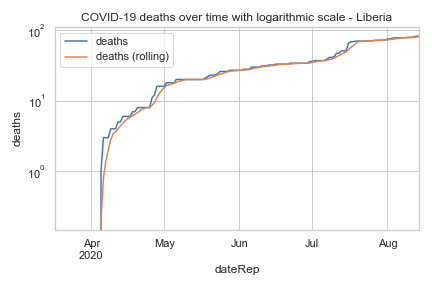 COVID-19 deaths over time with logarithmic scale - Liberia
deaths
deaths (rolling)
10²
10¹
10⁰
deaths
Apr
2020
May
Jun
Jul
Aug
dateRep